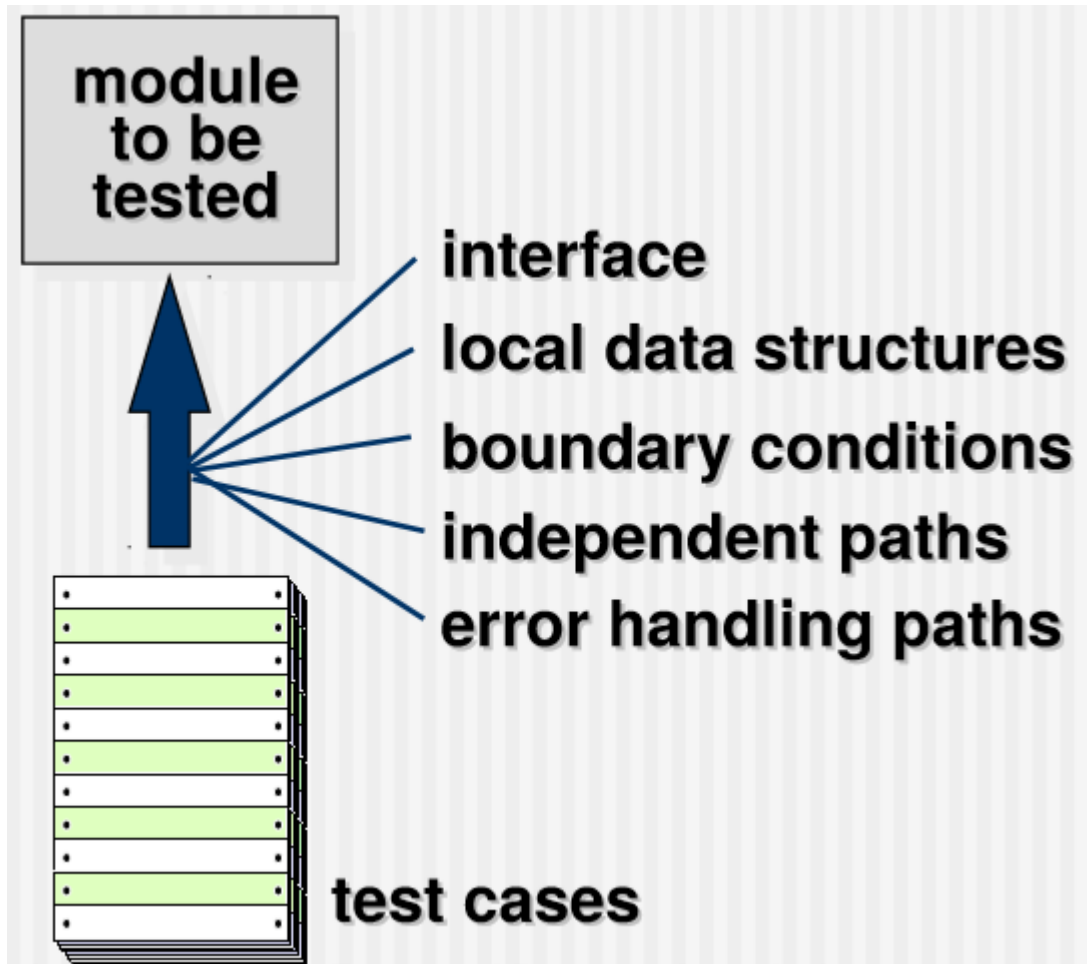 module
to be
tested
interface
local data structures
boundary conditions
independent paths
error handling paths
test cases